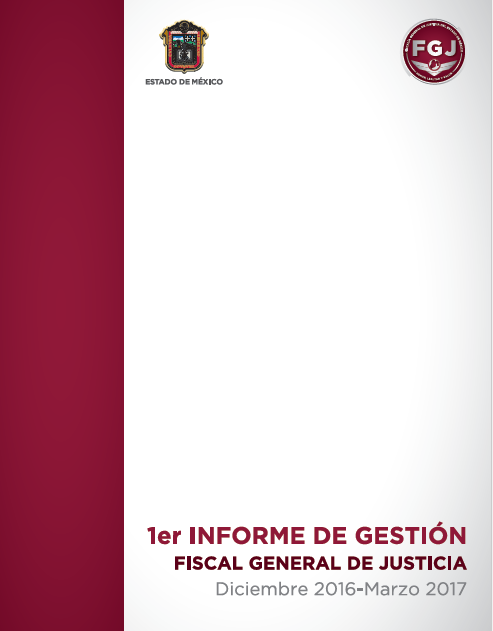 ESTADO DE MÉXICO
FGJ
1er INFORME DE GESTIÓN
FISCAL GENERAL DE JUSTICIA
Diciembre 2016-Marzo 2017